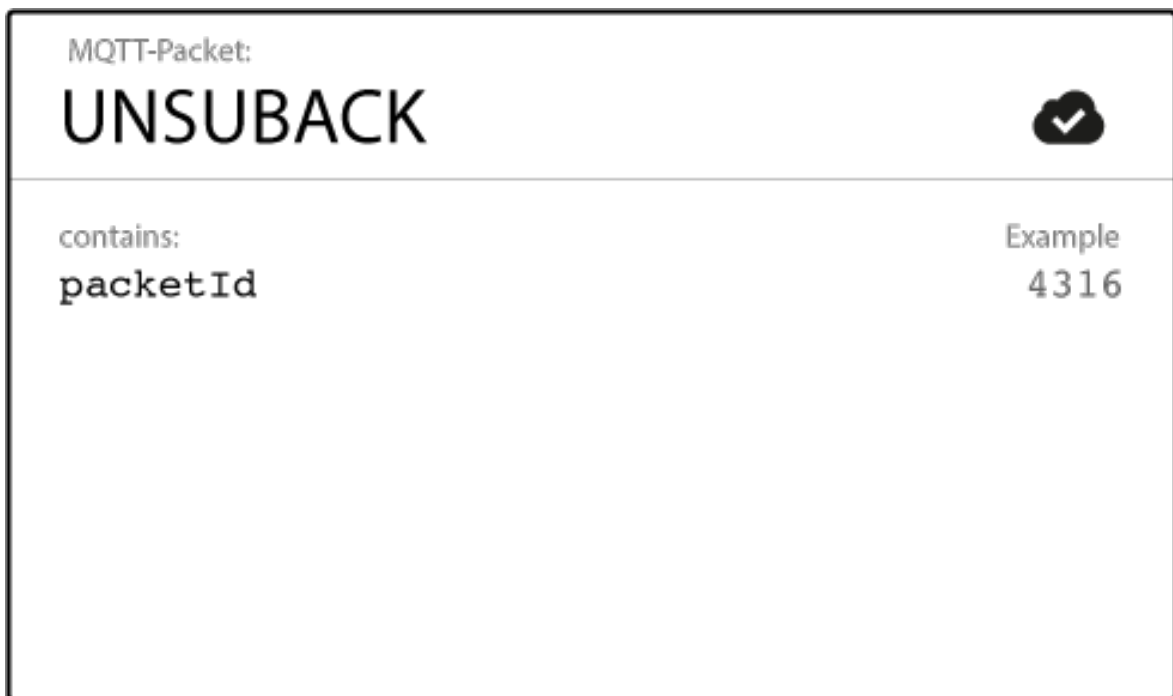 MQTT-Packet:
UNSUBACK
contains:
Example
packetId
4316